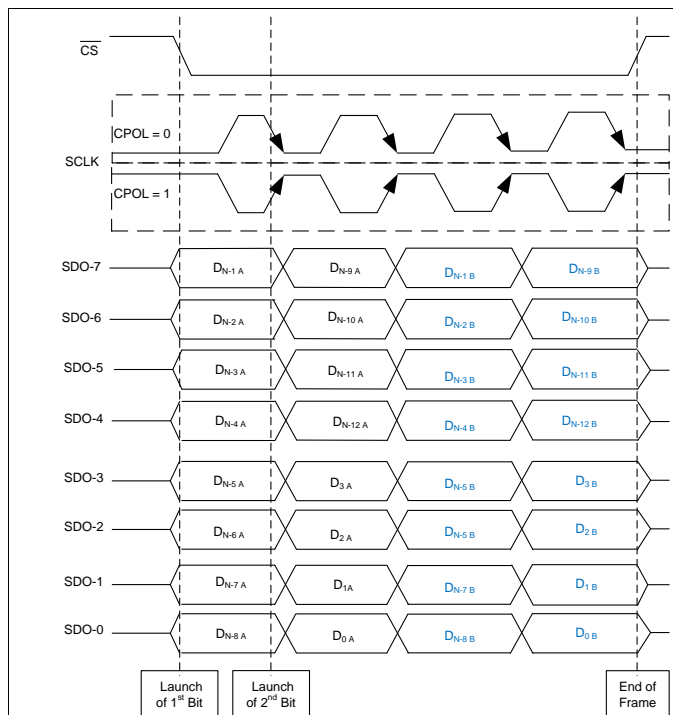 CS
CPOL = 0
SCLK
CPOL = 1
SDO-7 DN-1 A DN-9 A DN-1 B DN-9 B
SDO-6 DN-2 A DN-10 A DN-2 B DN-10 B
SDO-5 DN-3 A DN-11 A DN-3 B DN-11 B
SDO-4 DN-4 A DN-12 A DN-4 B DN-12 B
SDO-3 DN-5 A D3 A DN-5 B D3 B
SDO-2 DN-6 A D2 A DN-5 B D2 B
SDO-1 DN-7 A D1A DN-7 B D1 B
SDO-0 DN-8 A D0 A DN-8 B D0 B
Launch Launch End of
of 1st Bit of 2nd Bit Frame